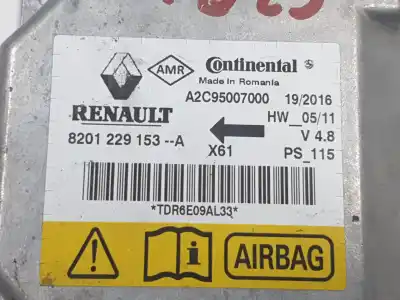 AMR Continental
Made in Romania
A2C95007000 19/2016
RENAULT HW_05/11
8201 229 153 --A V 4.8
X61 PS_115
*TDR6E09AL33*
i AIRBAG